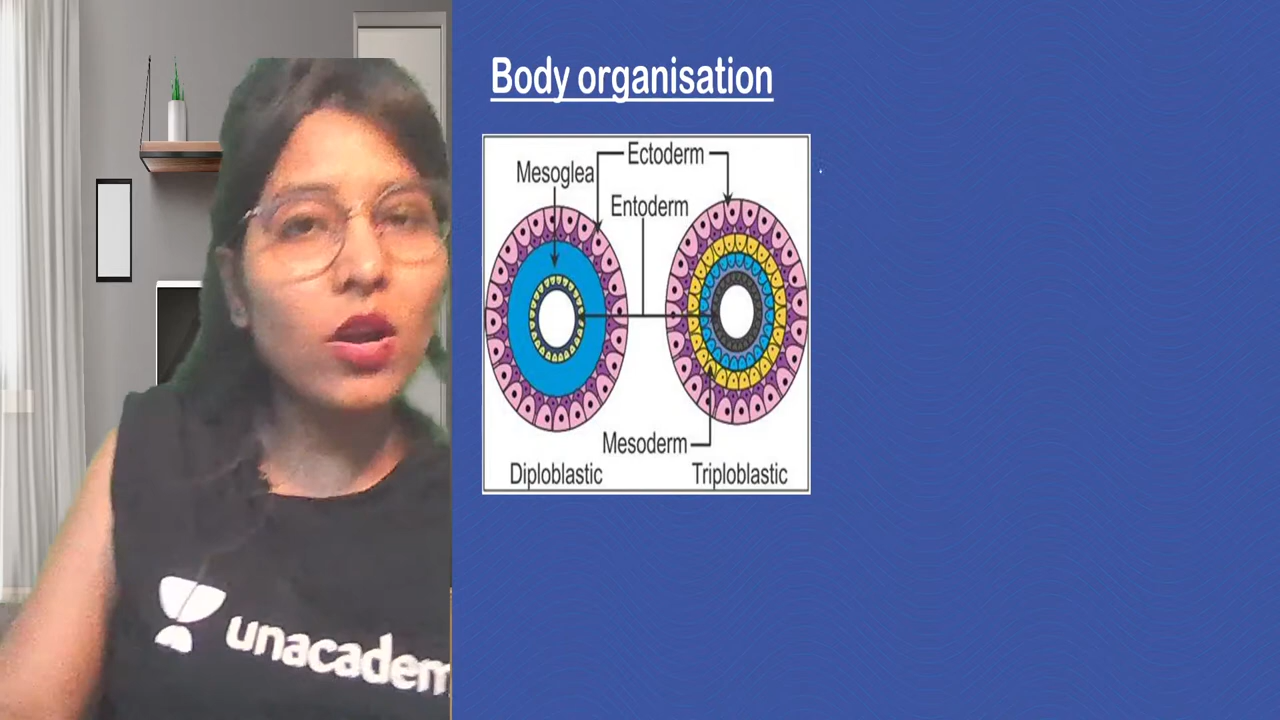 Body organisation
Ectoderm
Mesoglea
Entoderm
Mesoderm
Diploblastic
Triploblastic
unacadem